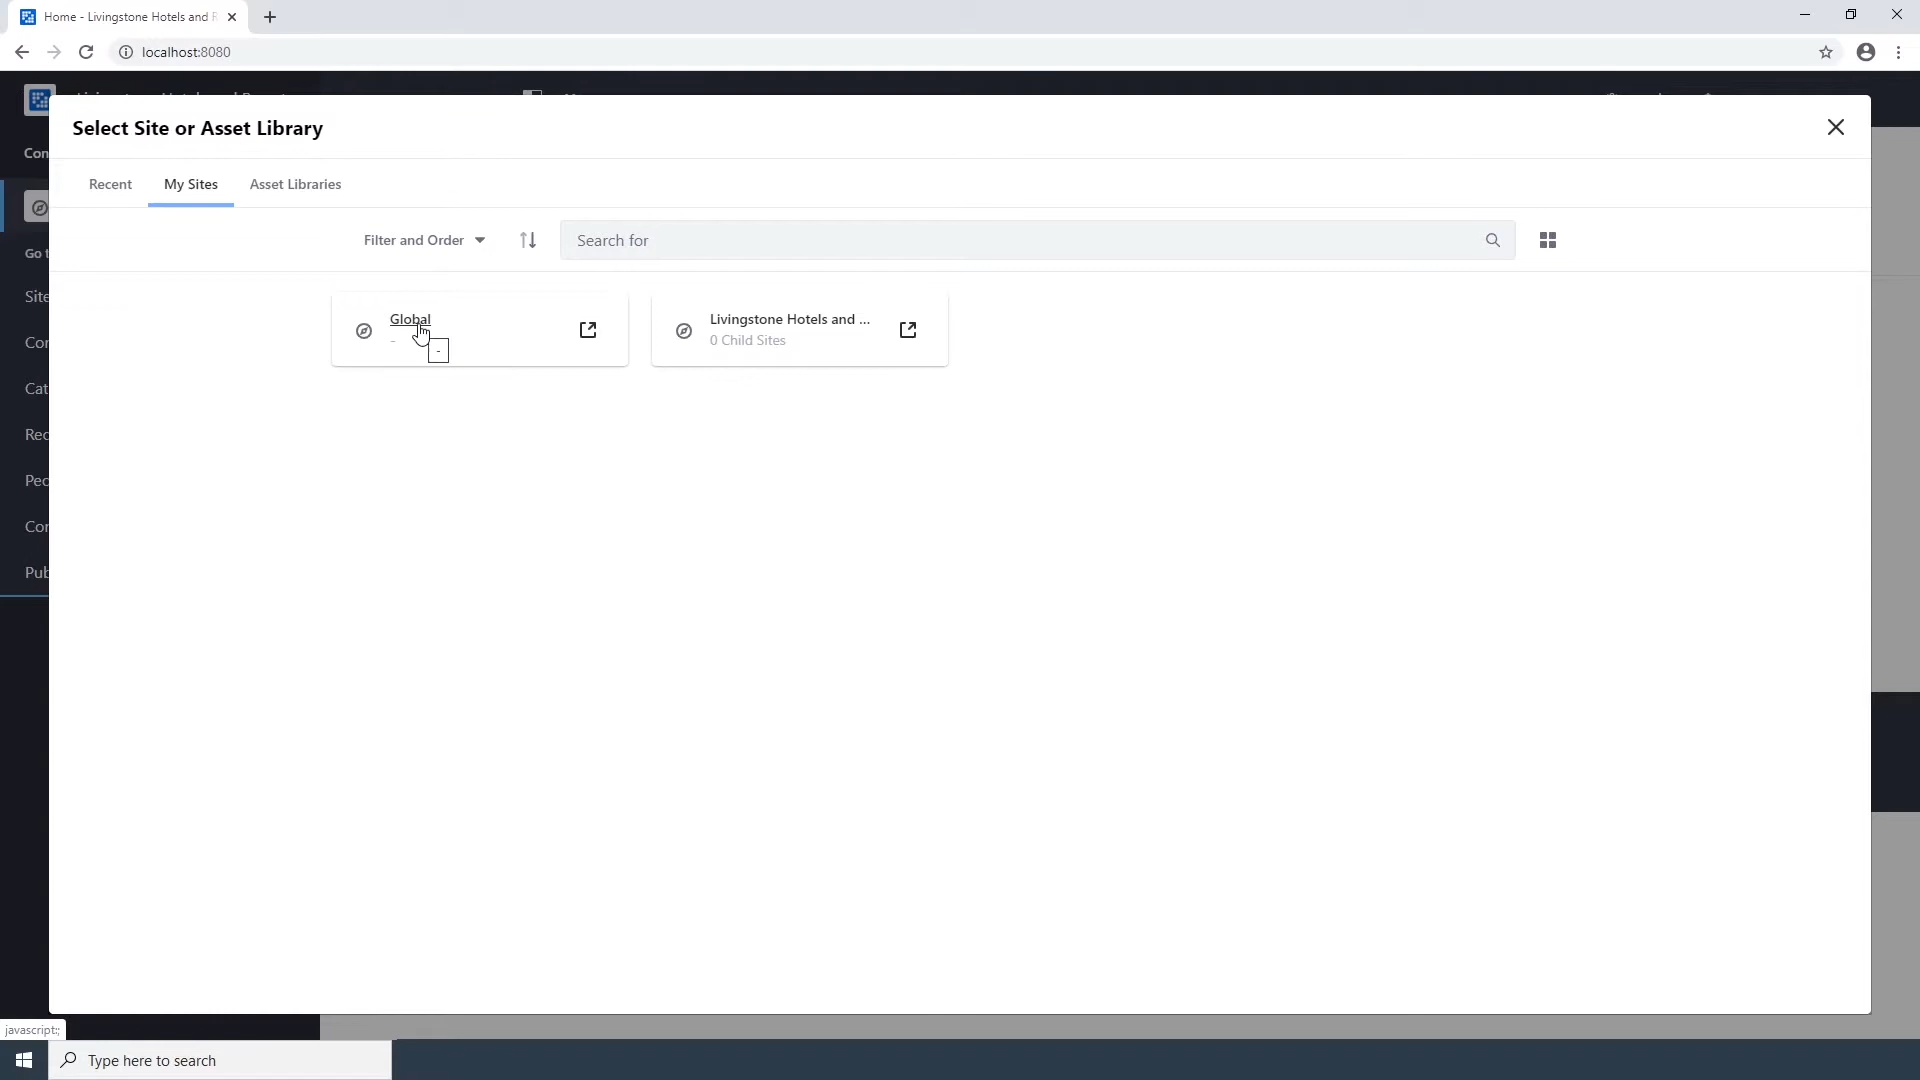 Home - Livingstone Hotels and R
localhost:8080
Select Site or Asset Library
Recent
My Sites
Asset Libraries
Filter and Order
Search for
Global
-
-
Livingstone Hotels and ...
0 Child Sites
Con
Go t
Site
Con
Cat
Rec
Peo
Con
Pub
javascript:;
Type here to search